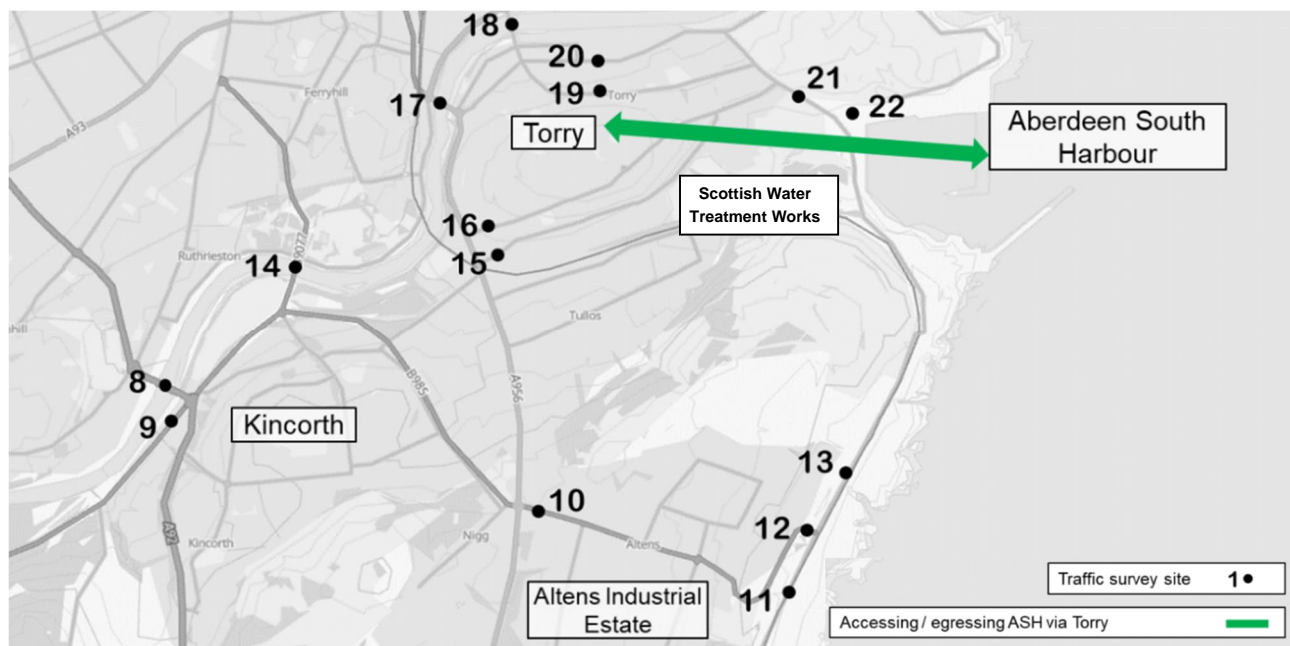 18
20
21
Ferryhill
19
Torry
17
22
A93
Torry
Aberdeen South
Harbour
Scottish Water
Treatment Works
16
Ruthrieston
9077
14
15
hill
Tullos
8
B985
A956
9
Kincorth
13
10
12
A92
Kincorth
Nigg
Altens
Traffic survey site 1
11
Altens Industrial
Estate
Accessing / egressing ASH via Torry